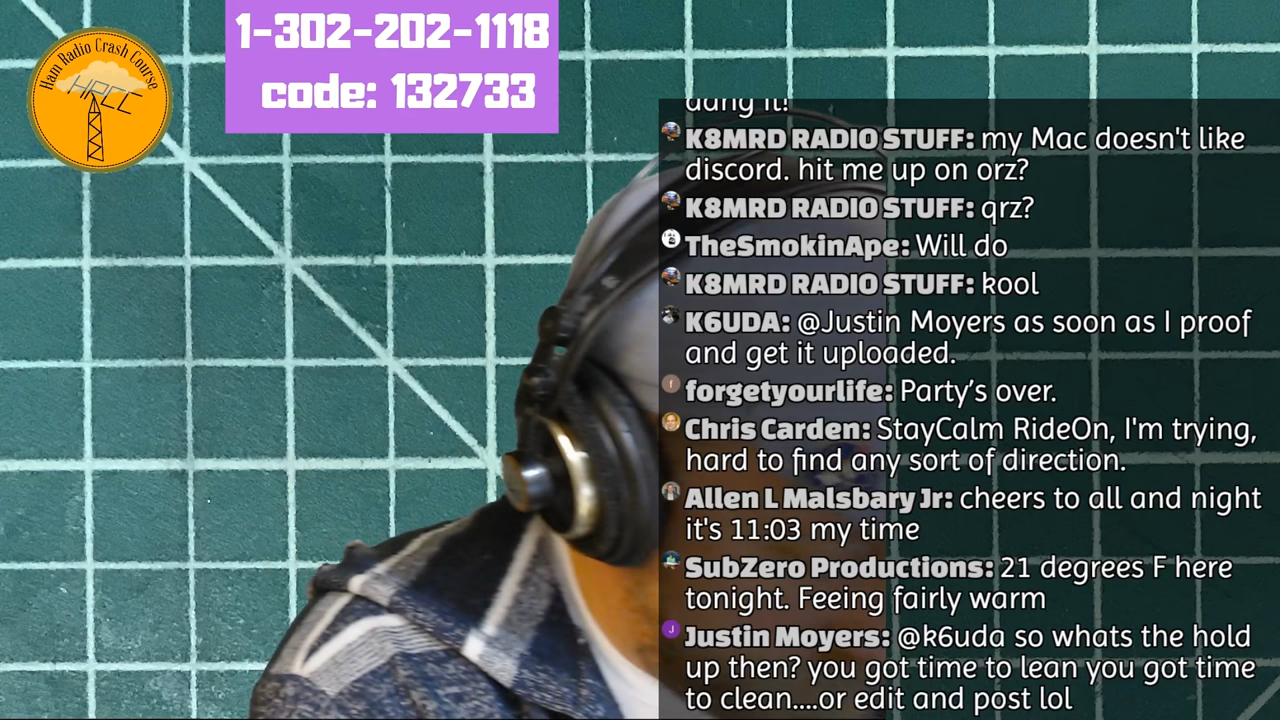 1-302-202-1118
code: 132733
Ham Radio Crash Course
HRCC
dang it!
K8MRD RADIO STUFF: my Mac doesn't like
discord. hit me up on orz?
K8MRD RADIO STUFF: qrz?
TheSmokinApe: Will do
K8MRD RADIO STUFF: kool
K6UDA: @Justin Moyers as soon as I proof
and get it uploaded.
f
forgetyourlife: Party’s over.
Chris Carden: StayCalm RideOn, I'm trying,
hard to find any sort of direction.
Allen L Malsbary Jr: cheers to all and night
it's 11:03 my time
SubZero Productions: 21 degrees F here
tonight. Feeing fairly warm
J
Justin Moyers: @k6uda so whats the hold
up then? you got time to lean you got time
to clean....or edit and post lol